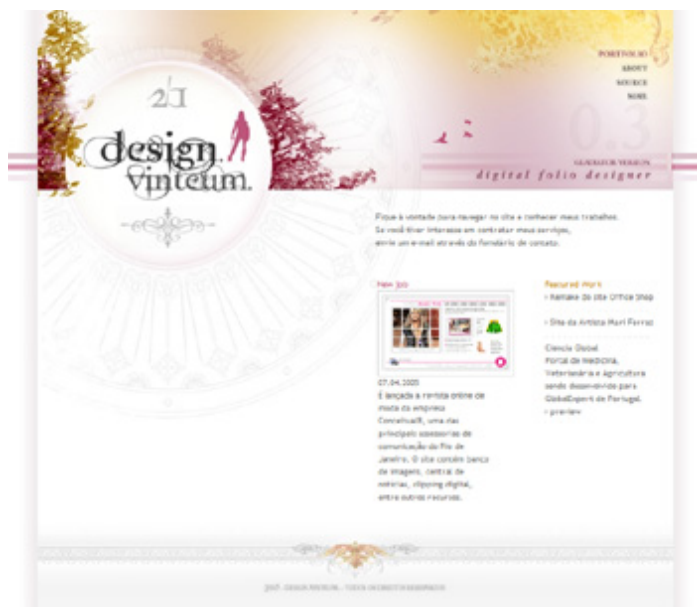 PORTFOLIO
ABOUT
SOURCE
MORE
21
design.
vinteum.
0.3
digital folio designer
Fique à vontade para navegar no site e conhecer meus trabalhos.
Se você tiver interesse em contratar meus serviços,
envie um e-mail através do formulário de contato.
New Job
07.04.2005
É lançada a revista online de
moda da empresa
uma das
principais assessorias de
comunicação do Rio de
Janeiro. O site contém banco
de imagens, central de
notícias, clipping digital,
entre outros recursos.
Featured Work
› Remake do site Office Shop
› Site da Artista Mari Ferraz
Ciencia Global
Portal de Medicina,
Veterinária e Agricultura
sendo desenvolvido para
GlobalExpert de Portugal.
› preview